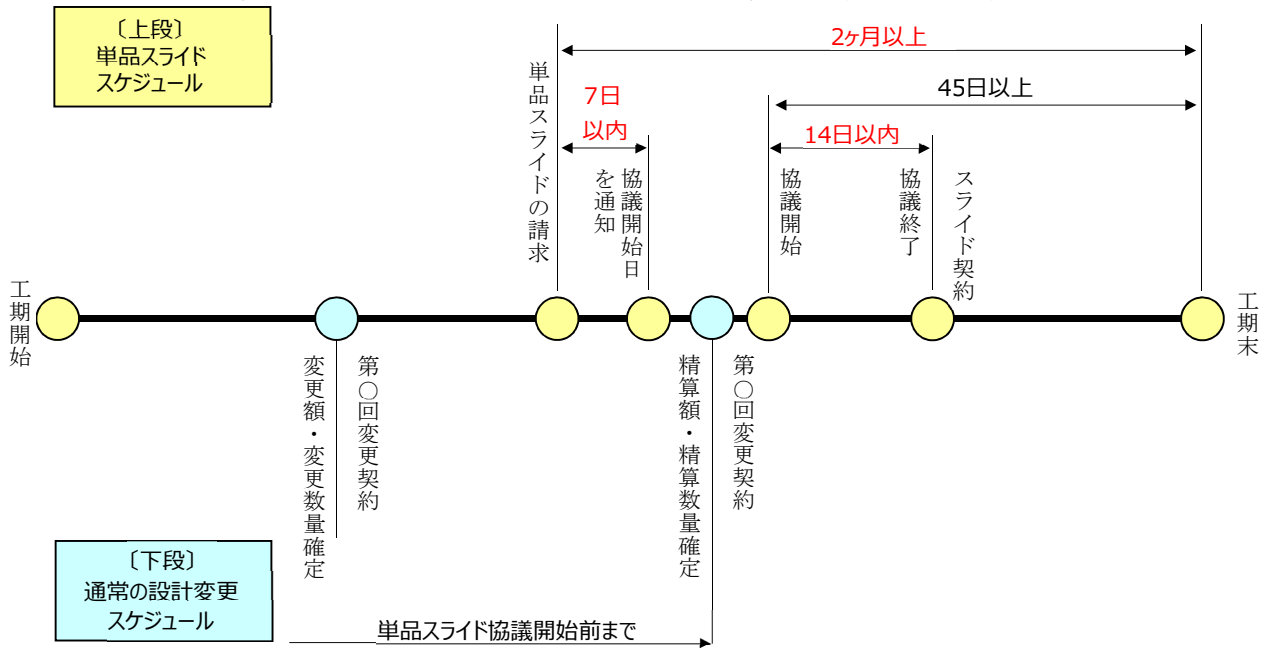 〔上段〕
単品スライド
スケジュール
2ヶ月以上
45日以上
7日
以内
14日以内
単品スライドの請求
協議開始日
を通知
協議開始
協議終了
スライド契約
工期開始
工期末
変更額・変更数量確定
第○回変更契約
精算額・精算数量確定
第○回変更契約
〔下段〕
通常の設計変更
スケジュール
単品スライド協議開始前まで